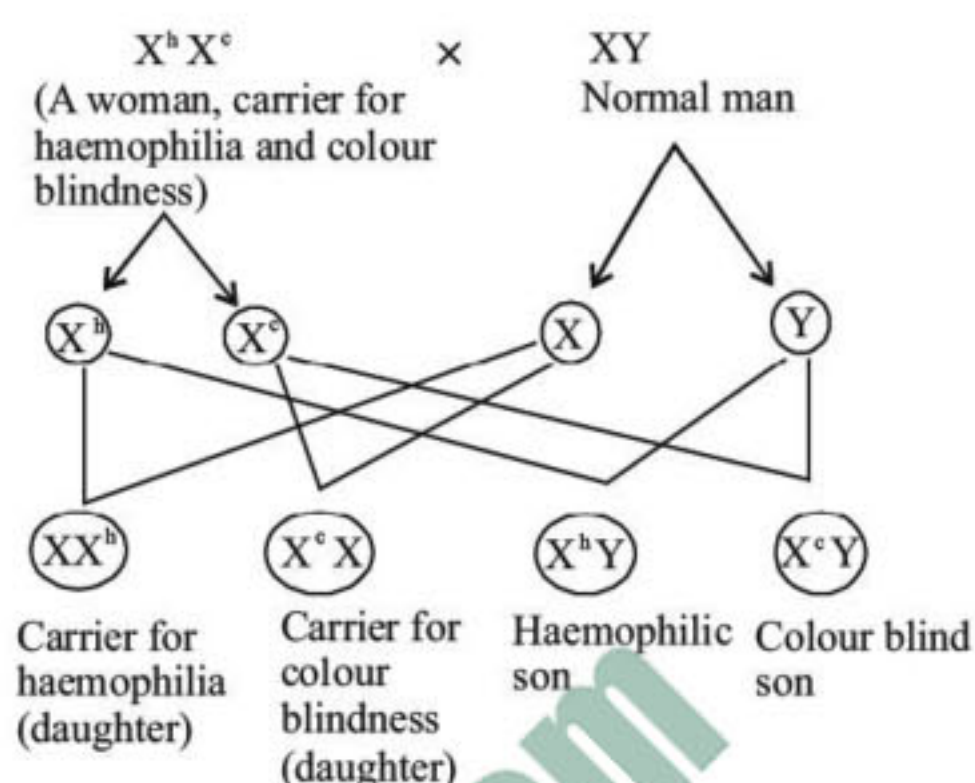 XʰXᶜ × XY
(A woman, carrier for
haemophilia and colour
blindness)
Normal man
Xʰ Xᶜ X Y
XXʰ XᶜX XʰY XᶜY
Carrier for
haemophilia
(daughter)
Carrier for
colour
blindness
(daughter)
Haemophilic
son
Colour blind
son